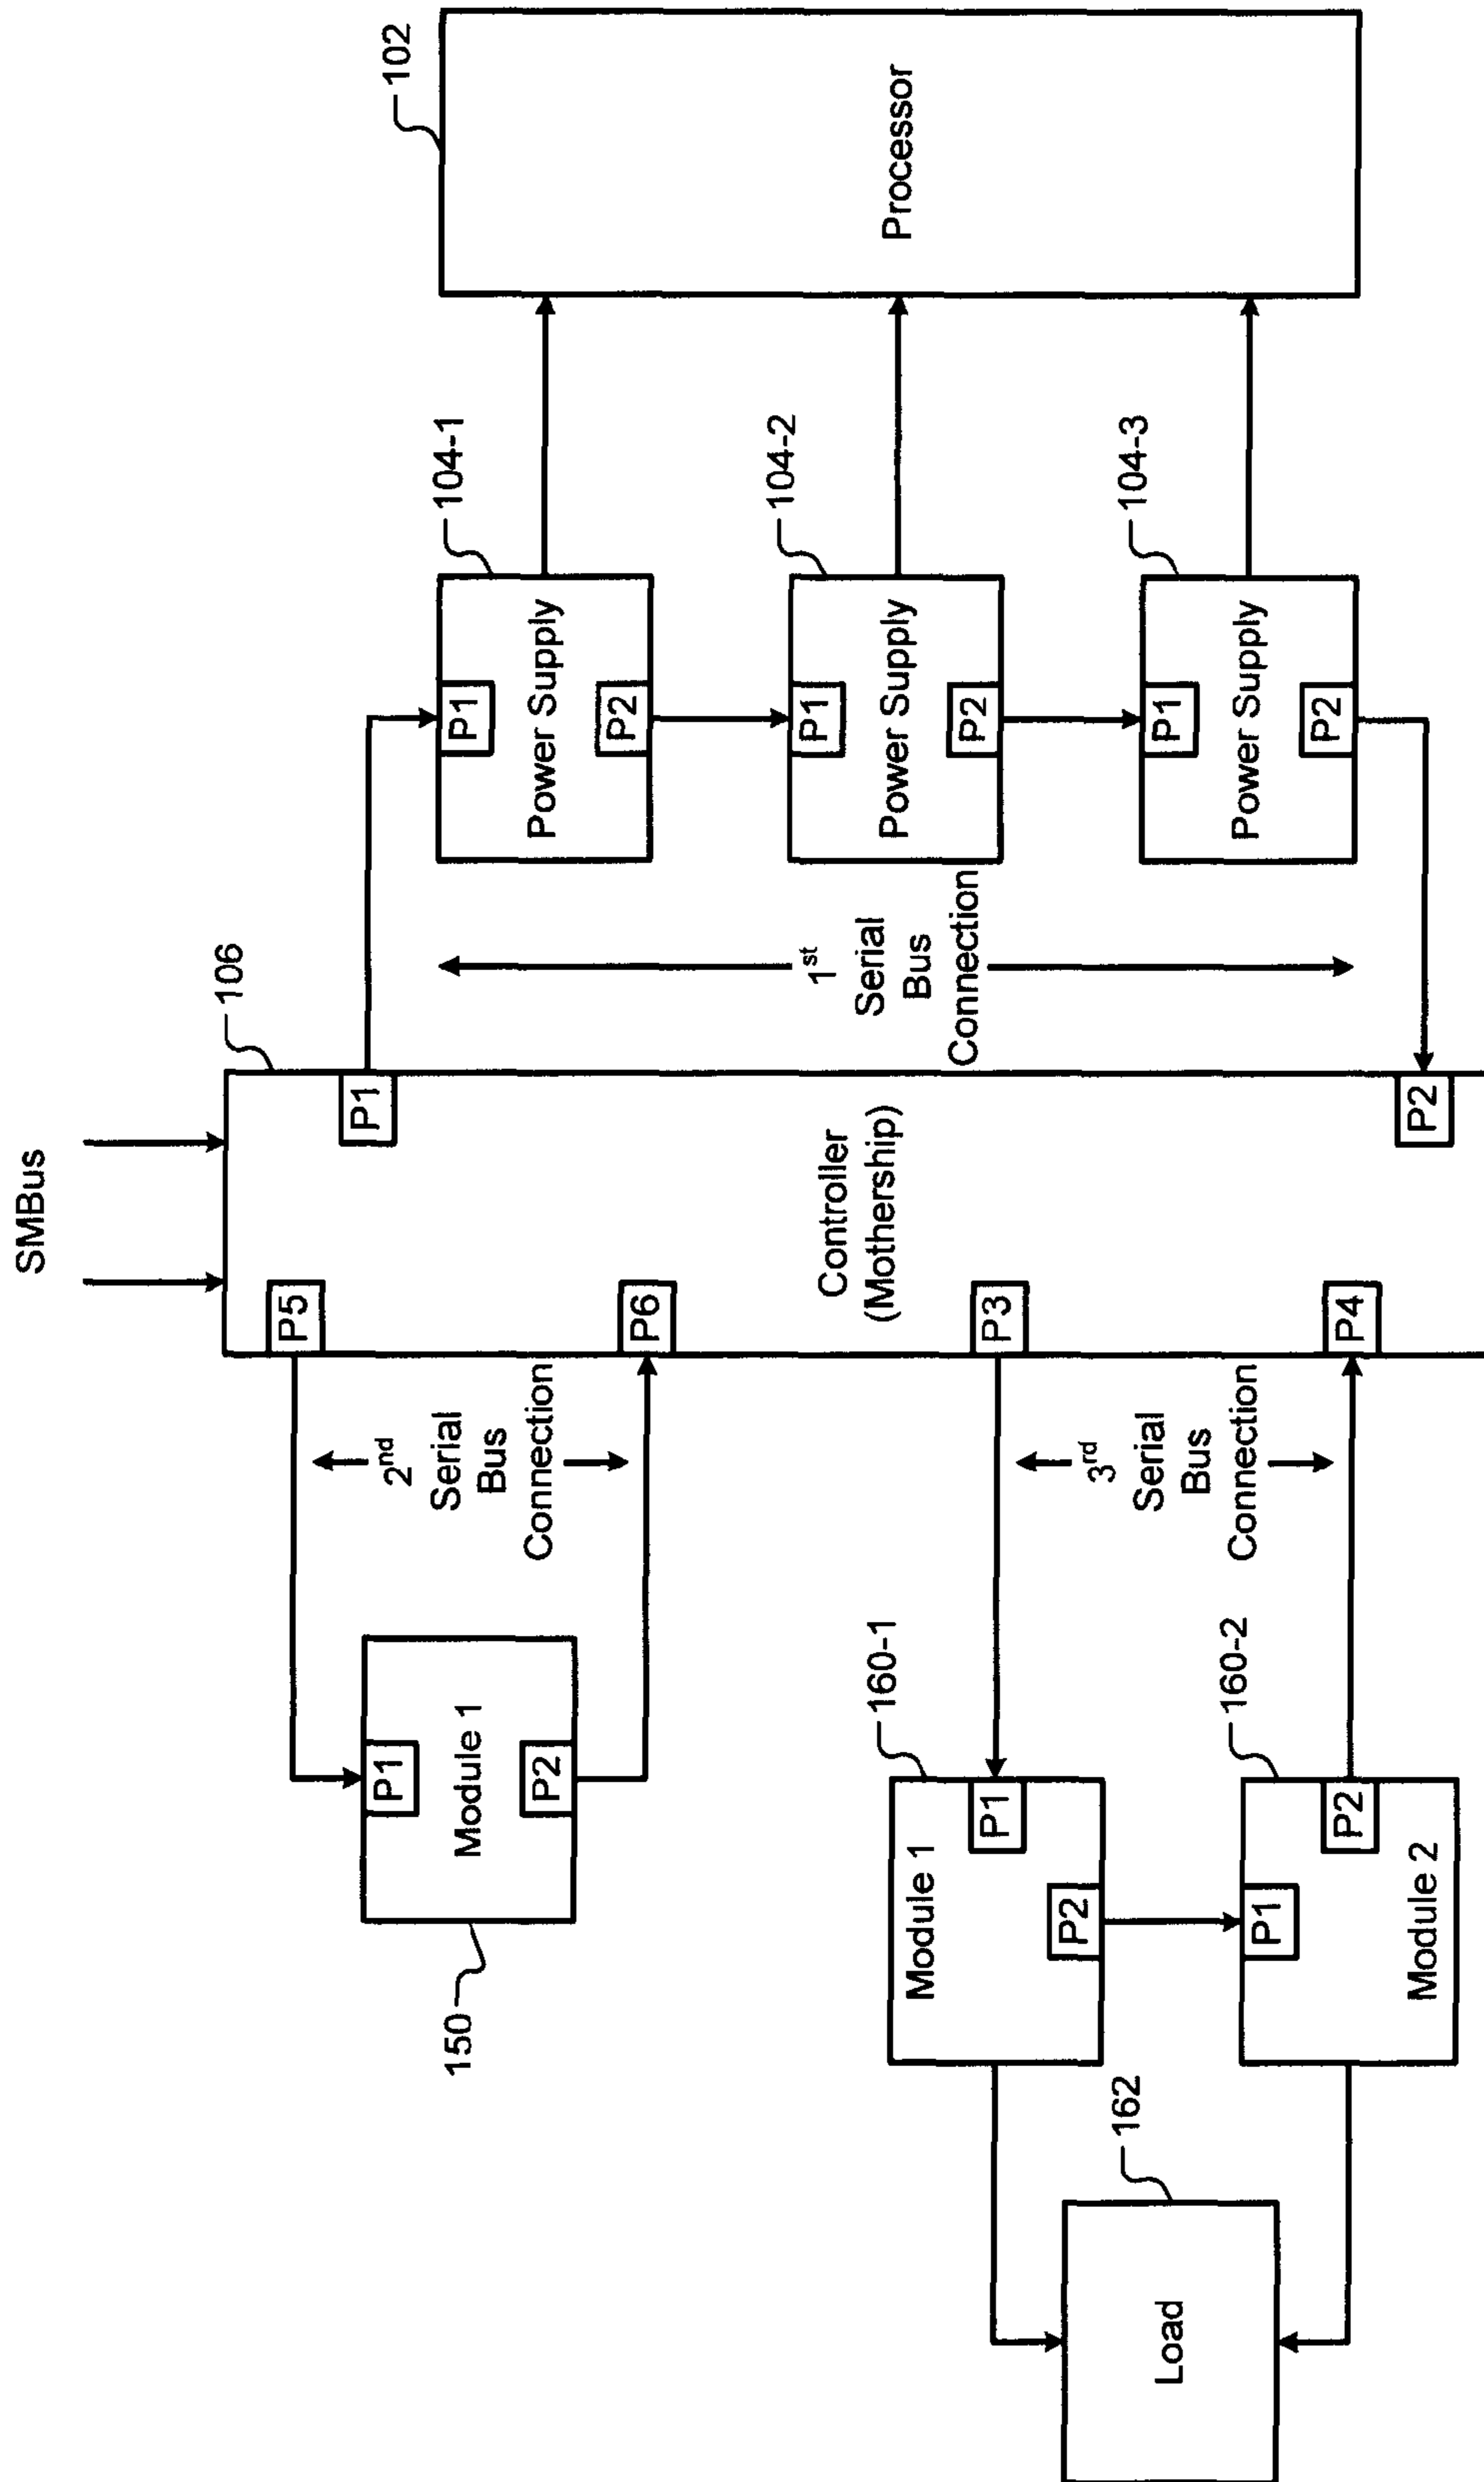 SMBus
106
102
104-1
104-2
104-3
Processor
Power Supply
P1
P2
Power Supply
P1
P2
Power Supply
P1
P2
1st
Serial
Bus
Connection
P1
P2
Controller
(Mothership)
P5
P6
P3
P4
2nd
Serial
Bus
Connection
3rd
Serial
Bus
Connection
P1
Module 1
P2
150
160-1
Module 1
P1
P2
160-2
P1
P2
Module 2
162
Load